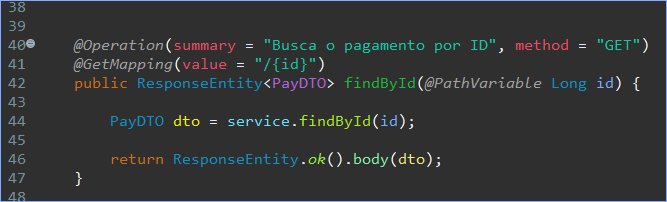 38
39
40 @Operation(summary = "Busca o pagamento por ID", method = "GET")
41 @GetMapping(value = "/{id}")
42 public ResponseEntity<PayDTO> findById(@PathVariable Long id) {
43
44 PayDTO dto = service.findById(id);
45
46 return ResponseEntity.ok().body(dto);
47 }
48